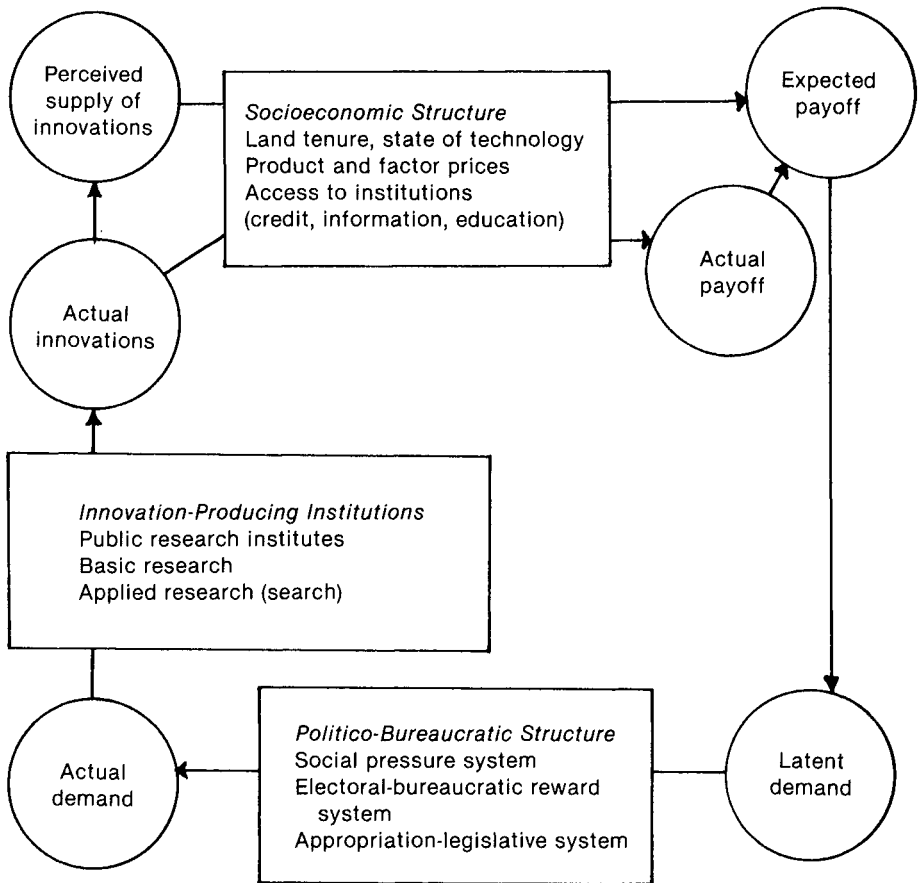 Perceived
supply of
innovations
Socioeconomic Structure
Land tenure, state of technology
Product and factor prices
Access to institutions
(credit, information, education)
Expected
payoff
Actual
payoff
Actual
innovations
Innovation-Producing Institutions
Public research institutes
Basic research
Applied research (search)
Actual
demand
Politico-Bureaucratic Structure
Social pressure system
Electoral-bureaucratic reward
system
Appropriation-legislative system
Latent
demand